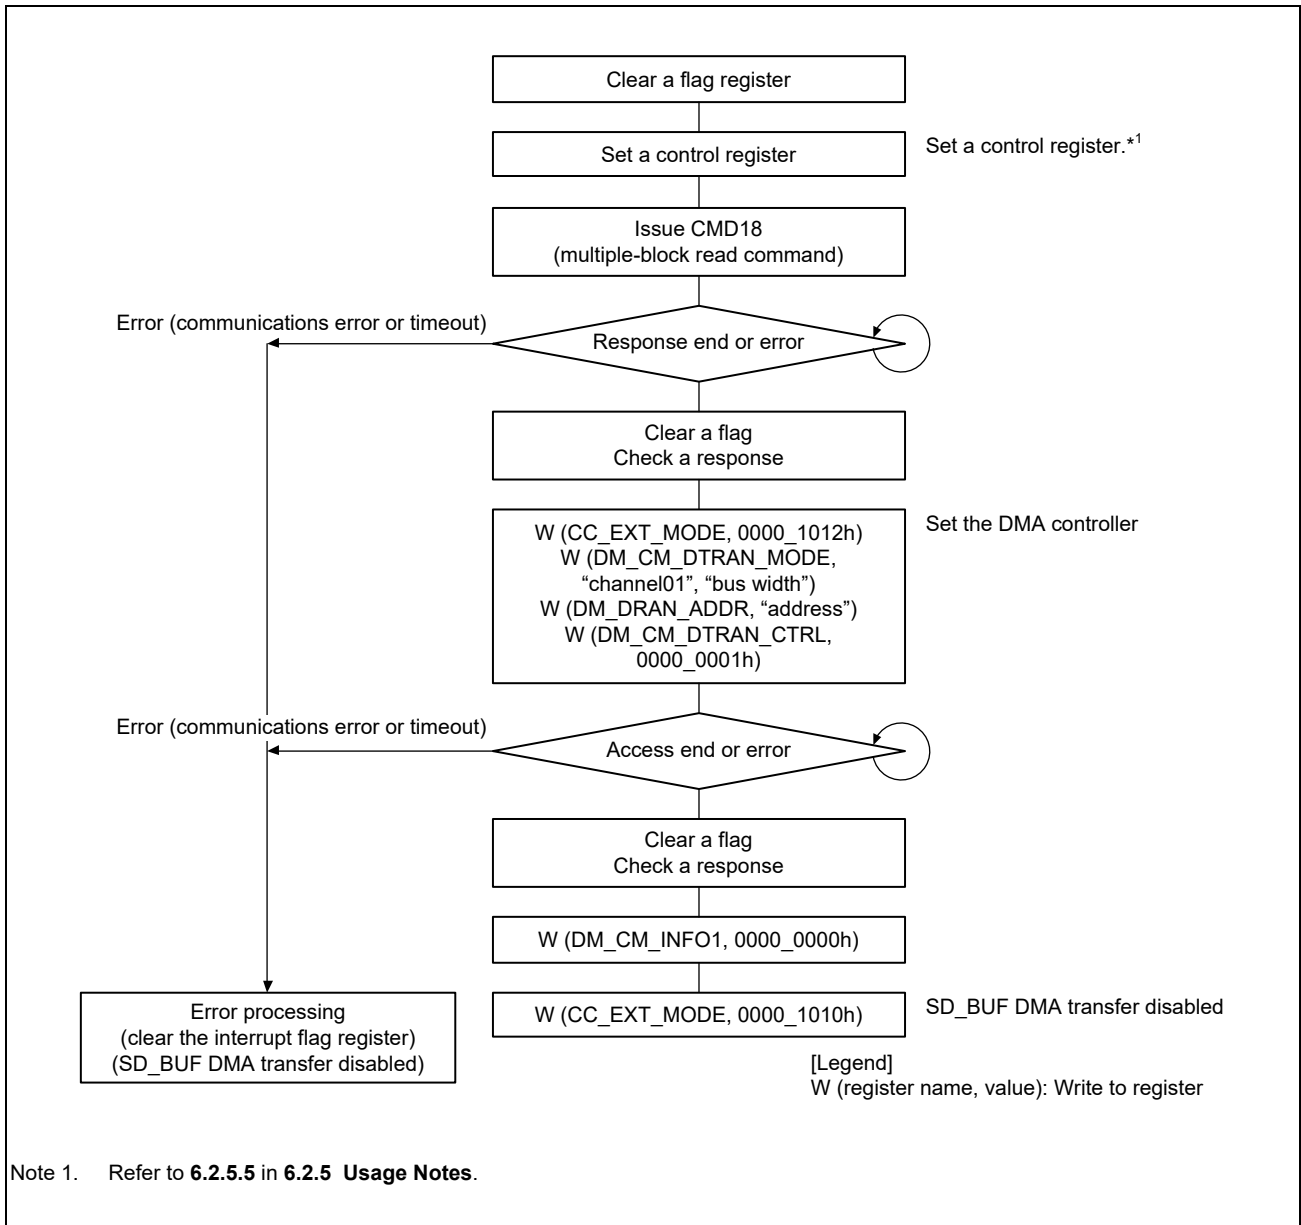 Clear a flag register
Set a control register
Set a control register.*1
Issue CMD18
(multiple-block read command)
Error (communications error or timeout)
Response end or error
Clear a flag
Check a response
W (CC_EXT_MODE, 0000_1012h)
W (DM_CM_DTRAN_MODE,
“channel01”, “bus width”)
W (DM_DRAN_ADDR, “address”)
W (DM_CM_DTRAN_CTRL,
0000_0001h)
Set the DMA controller
Error (communications error or timeout)
Access end or error
Clear a flag
Check a response
W (DM_CM_INFO1, 0000_0000h)
Error processing
(clear the interrupt flag register)
(SD_BUF DMA transfer disabled)
W (CC_EXT_MODE, 0000_1010h)
SD_BUF DMA transfer disabled
[Legend]
W (register name, value): Write to register
Note 1. Refer to 6.2.5.5 in 6.2.5 Usage Notes.